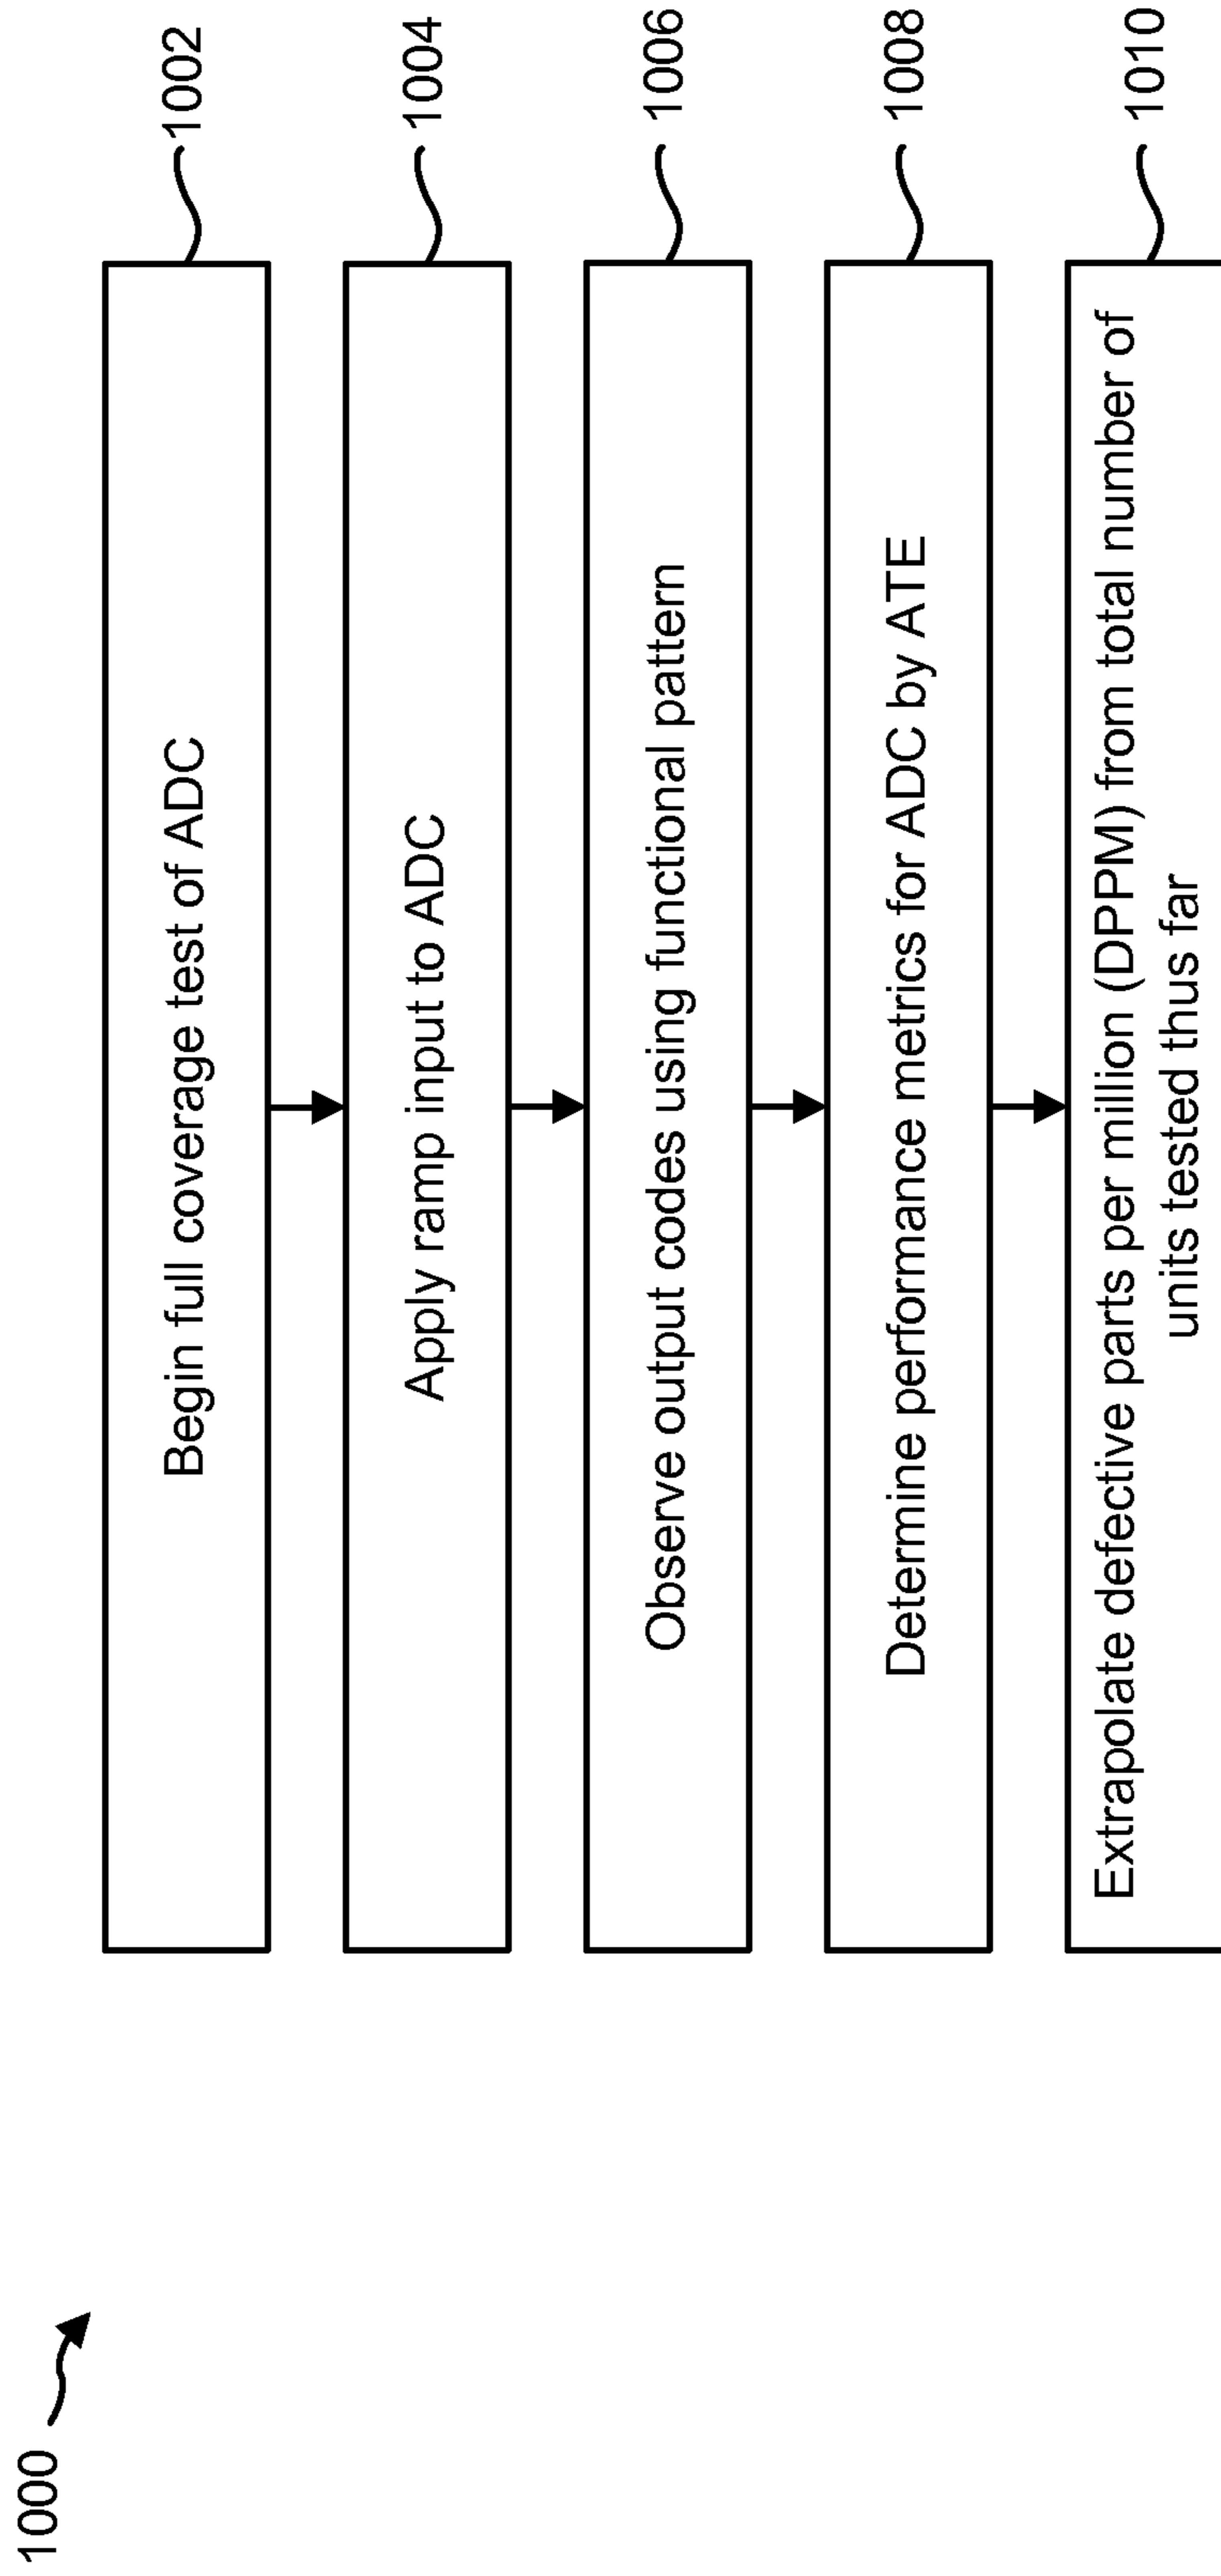 1000
Begin full coverage test of ADC
1002
Apply ramp input to ADC
1004
Observe output codes using functional pattern
1006
Determine performance metrics for ADC by ATE
1008
Extrapolate defective parts per million (DPPM) from total number of
units tested thus far
1010